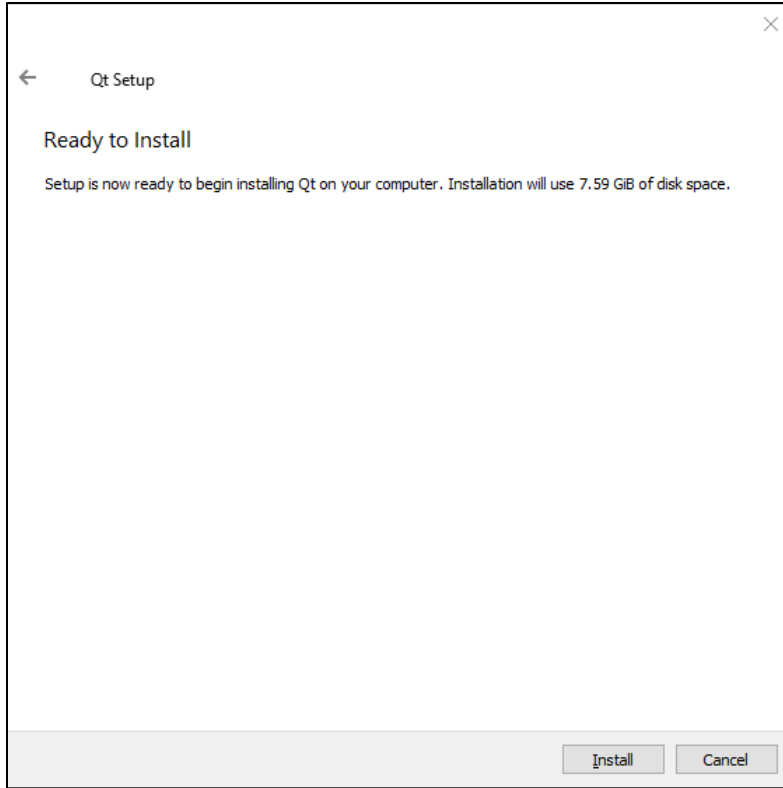 Qt Setup
Ready to Install
Setup is now ready to begin installing Qt on your computer. Installation will use 7.59 GiB of disk space.
Install Cancel